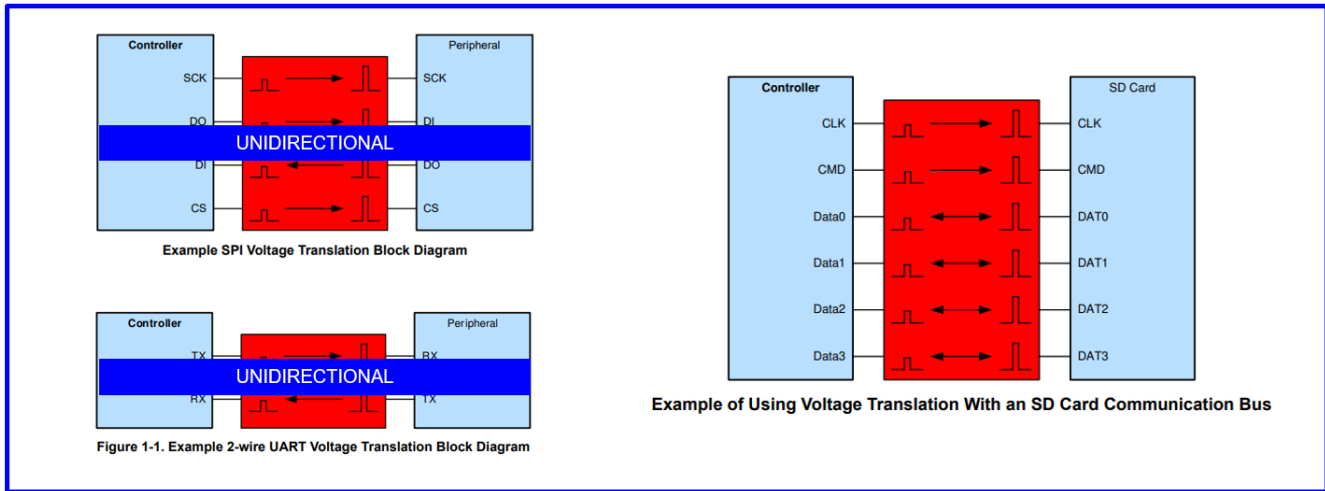 Controller
Peripheral
SCK
SCK
DO
DI
UNIDIRECTIONAL
DI
DO
CS
CS
Example SPI Voltage Translation Block Diagram
Controller
Peripheral
TX
RX
UNIDIRECTIONAL
RX
TX
Figure 1-1. Example 2-wire UART Voltage Translation Block Diagram
Controller
SD Card
CLK
CLK
CMD
CMD
Data0
DAT0
Data1
DAT1
Data2
DAT2
Data3
DAT3
Example of Using Voltage Translation With an SD Card Communication Bus